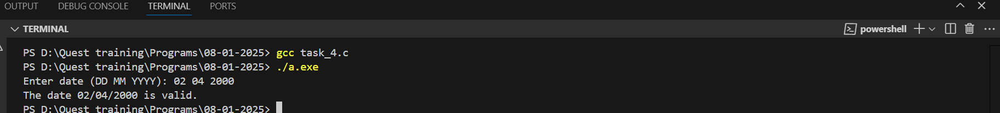 OUTPUT DEBUG CONSOLE TERMINAL PORTS
TERMINAL powershell
PS D:\Quest training\Programs\08-01-2025> gcc task_4.c
PS D:\Quest training\Programs\08-01-2025> ./a.exe
Enter date (DD MM YYYY): 02 04 2000
The date 02/04/2000 is valid.
PS D:\Quest training\Programs\08-01-2025>